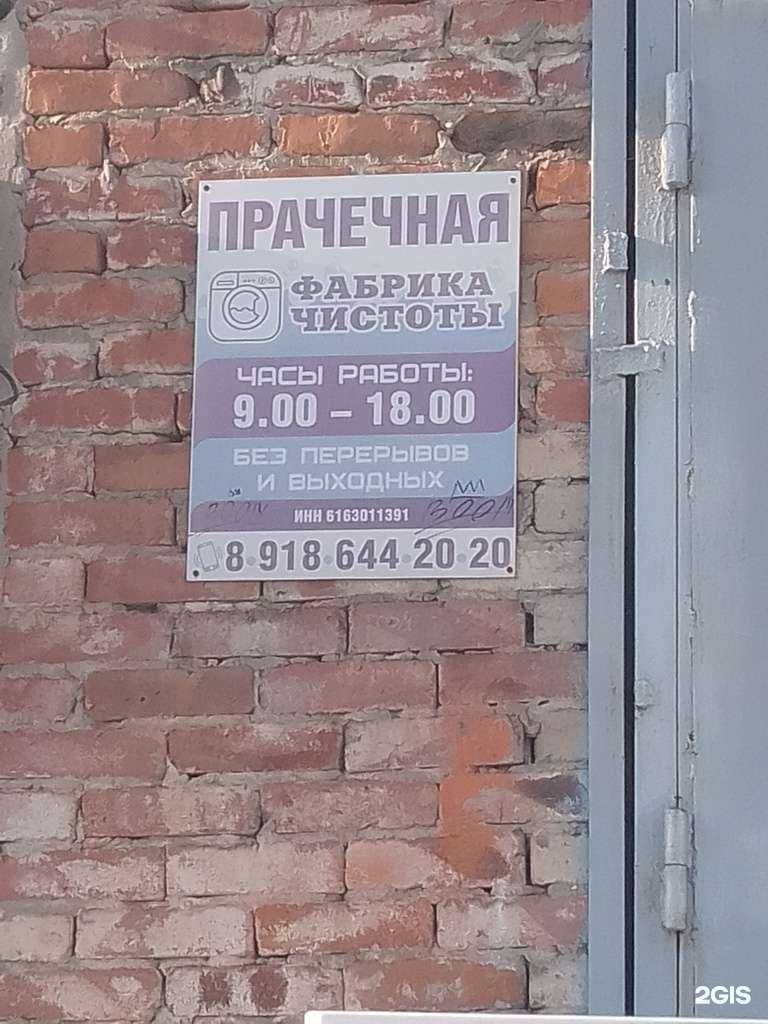 ПРАЧЕЧНАЯ
ФАБРИКА
ЧИСТОТЫ
ЧАСЫ РАБОТЫ:
9.00 – 18.00
БЕЗ ПЕРЕРЫВОВ
И ВЫХОДНЫХ
ИНН 6163011391
8·918·644·20·20
2GIS